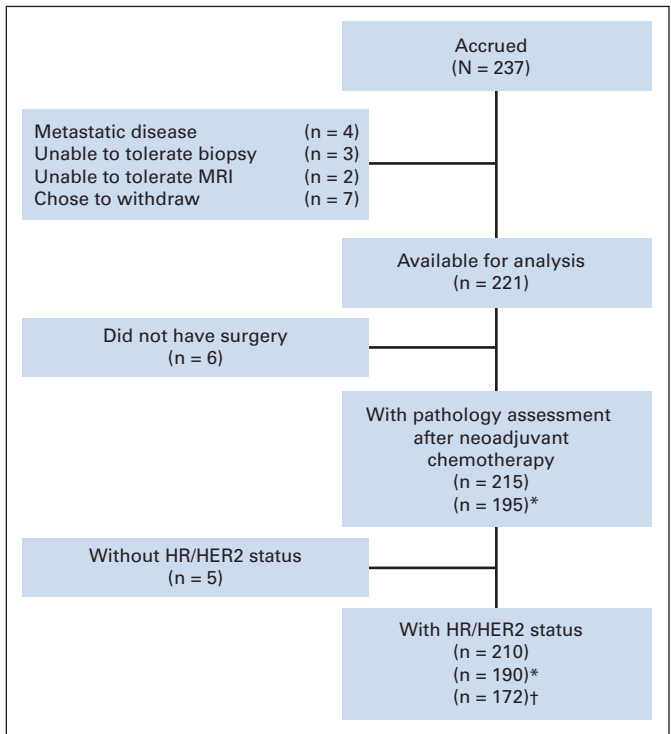 Accrued
(N = 237)
Metastatic disease (n = 4)
Unable to tolerate biopsy (n = 3)
Unable to tolerate MRI (n = 2)
Chose to withdraw (n = 7)
Available for analysis
(n = 221)
Did not have surgery
(n = 6)
With pathology assessment
after neoadjuvant
chemotherapy
(n = 215)
(n = 195)*
Without HR/HER2 status
(n = 5)
With HR/HER2 status
(n = 210)
(n = 190)*
(n = 172)†